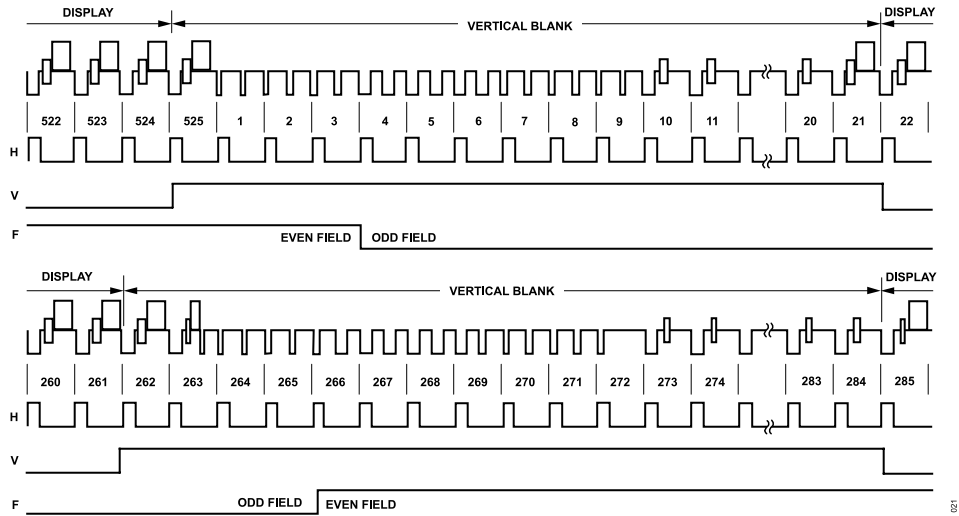 DISPLAY VERTICAL BLANK DISPLAY
522 523 524 525 1 2 3 4 5 6 7 8 9 10 11 20 21 22
H
V
F EVEN FIELD ODD FIELD
DISPLAY VERTICAL BLANK DISPLAY
260 261 262 263 264 265 266 267 268 269 270 271 272 273 274 283 284 285
H
V
F ODD FIELD EVEN FIELD
021